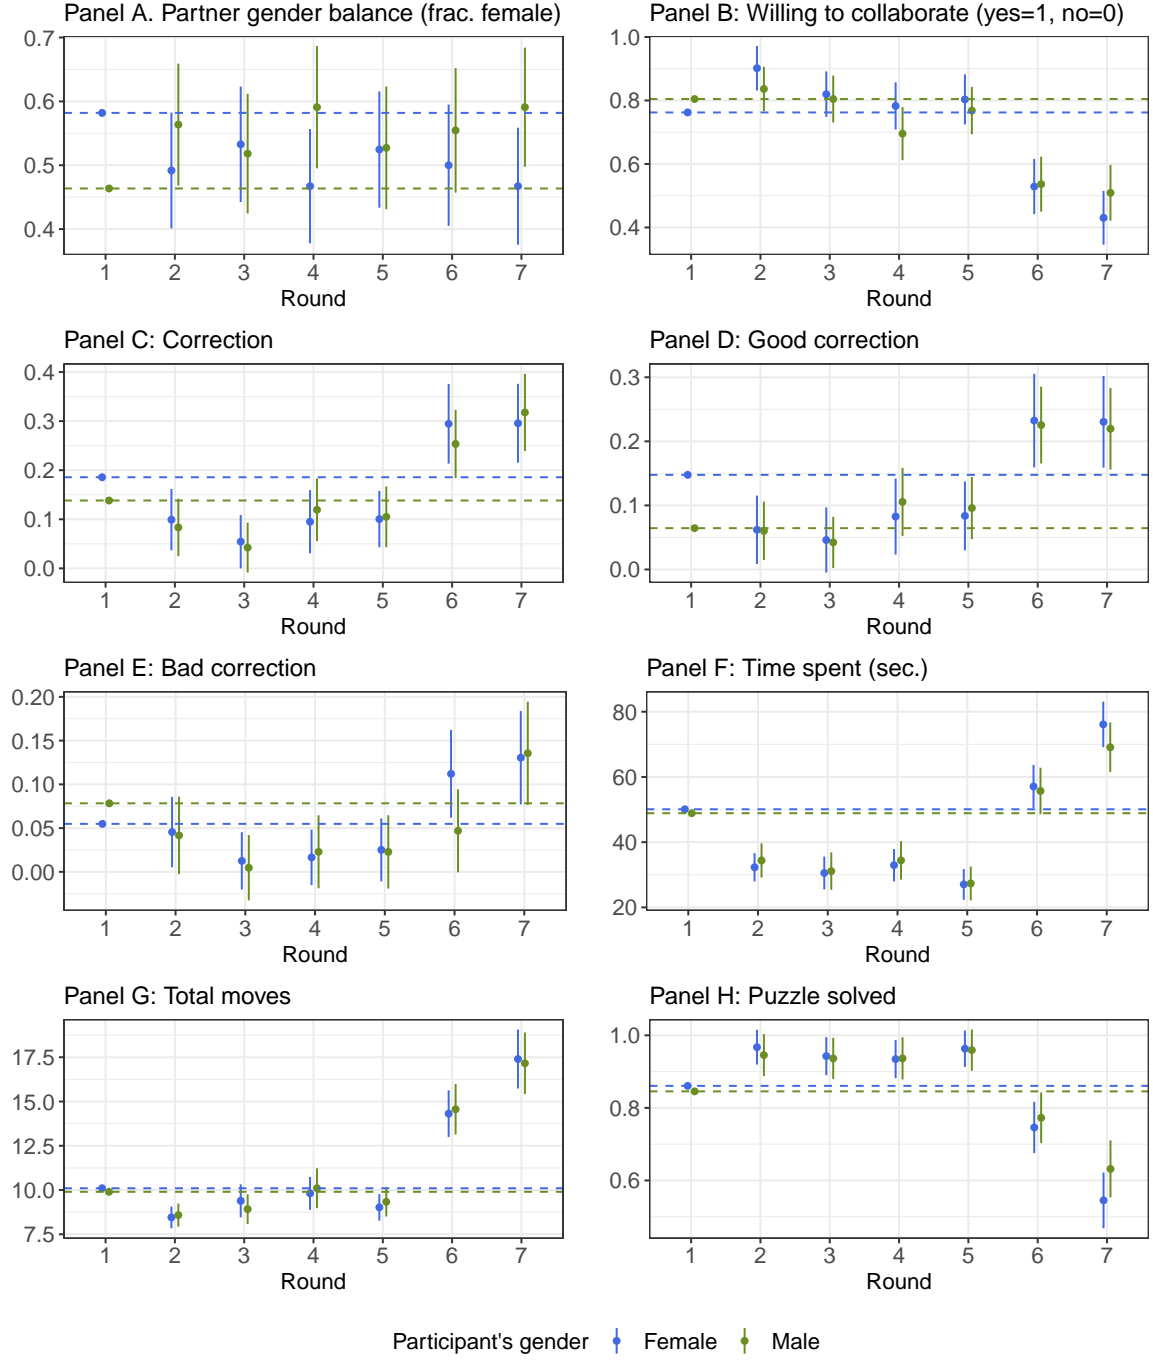 Panel A. Partner gender balance (frac. female)
0.7
0.6
0.5
0.4
1 2 3 4 5 6 7
Round
Panel B: Willing to collaborate (yes=1, no=0)
1.0
0.8
0.6
0.4
1 2 3 4 5 6 7
Round
Panel C: Correction
0.4
0.3
0.2
0.1
0.0
1 2 3 4 5 6 7
Round
Panel D: Good correction
0.3
0.2
0.1
0.0
1 2 3 4 5 6 7
Round
Panel E: Bad correction
0.20
0.15
0.10
0.05
0.00
1 2 3 4 5 6 7
Round
Panel F: Time spent (sec.)
80
60
40
20
1 2 3 4 5 6 7
Round
Panel G: Total moves
17.5
15.0
12.5
10.0
7.5
1 2 3 4 5 6 7
Round
Panel H: Puzzle solved
1.0
0.8
0.6
1 2 3 4 5 6 7
Round
Participant's gender Female Male